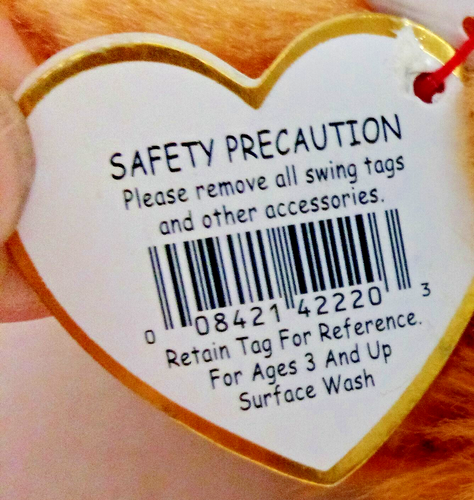 SAFETY PRECAUTION
Please remove all swing tags
and other accessories.
0 08421 42220 3
Retain Tag For Reference.
For Ages 3 And Up
Surface Wash